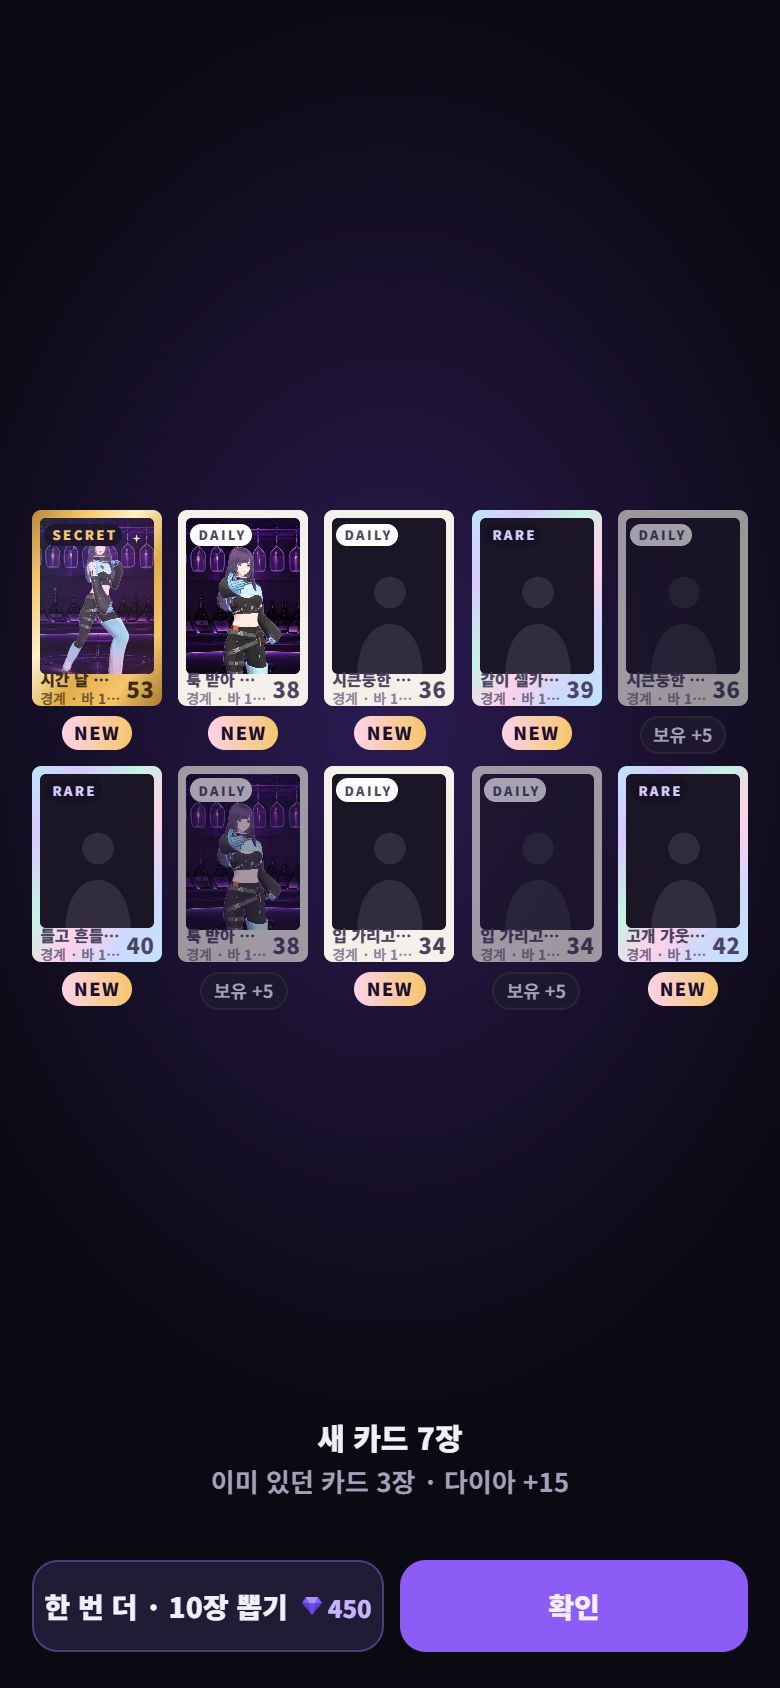 SECRET
시간 날 ...
경계 · 바 1...
53
NEW
DAILY
툭 받아 ...
경계 · 바 1...
38
NEW
DAILY
시큰둥한 ...
경계 · 바 1...
36
NEW
RARE
같이 셀카...
경계 · 바 1...
39
NEW
DAILY
시큰둥한 ...
경계 · 바 1...
36
보유 +5
RARE
들고 흔들...
경계 · 바 1...
40
NEW
DAILY
툭 받아 ...
경계 · 바 1...
38
보유 +5
DAILY
입 가리고...
경계 · 바 1...
34
NEW
DAILY
입 가리고...
경계 · 바 1...
34
보유 +5
RARE
고개 갸웃...
경계 · 바 1...
42
NEW
새 카드 7장
이미 있던 카드 3장 · 다이아 +15
한 번 더 · 10장 뽑기 450
확인